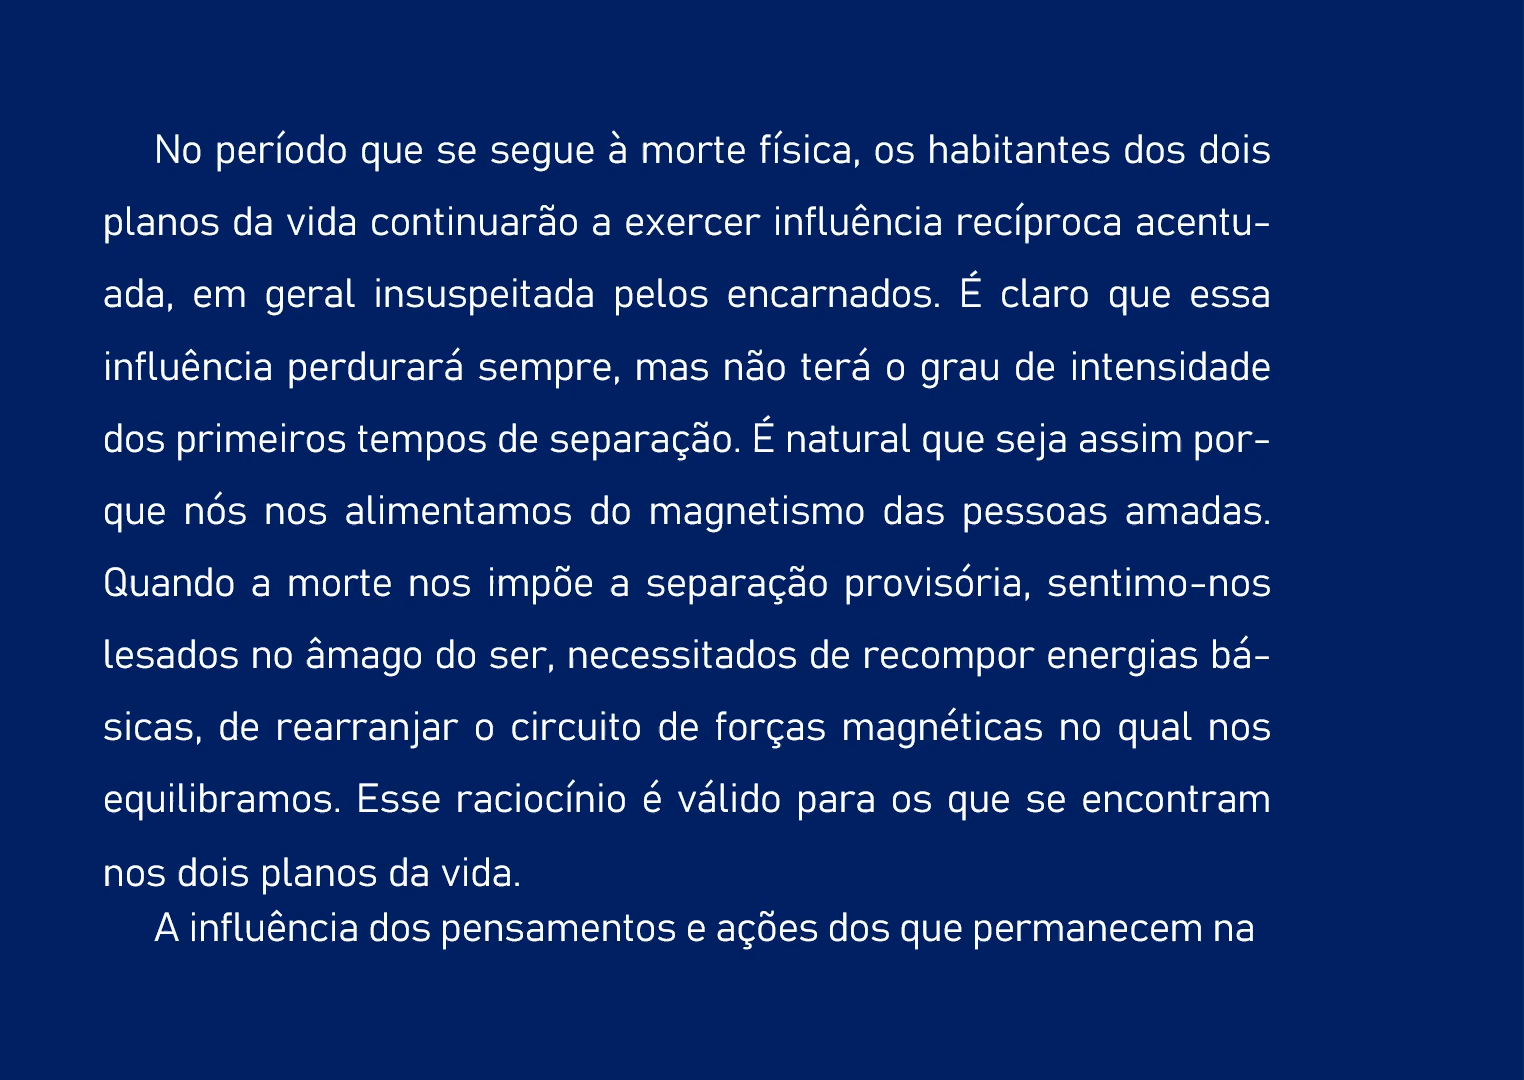 No período que se segue à morte física, os habitantes dos dois
planos da vida continuarão a exercer influência recíproca acentu-
ada, em geral insuspeitada pelos encarnados. É claro que essa
influência perdurará sempre, mas não terá o grau de intensidade
dos primeiros tempos de separação. É natural que seja assim por-
que nós nos alimentamos do magnetismo das pessoas amadas.
Quando a morte nos impõe a separação provisória, sentimo-nos
lesados no âmago do ser, necessitados de recompor energias bá-
sicas, de rearranjar o circuito de forças magnéticas no qual nos
equilibramos. Esse raciocínio é válido para os que se encontram
nos dois planos da vida.
A influência dos pensamentos e ações dos que permanecem na